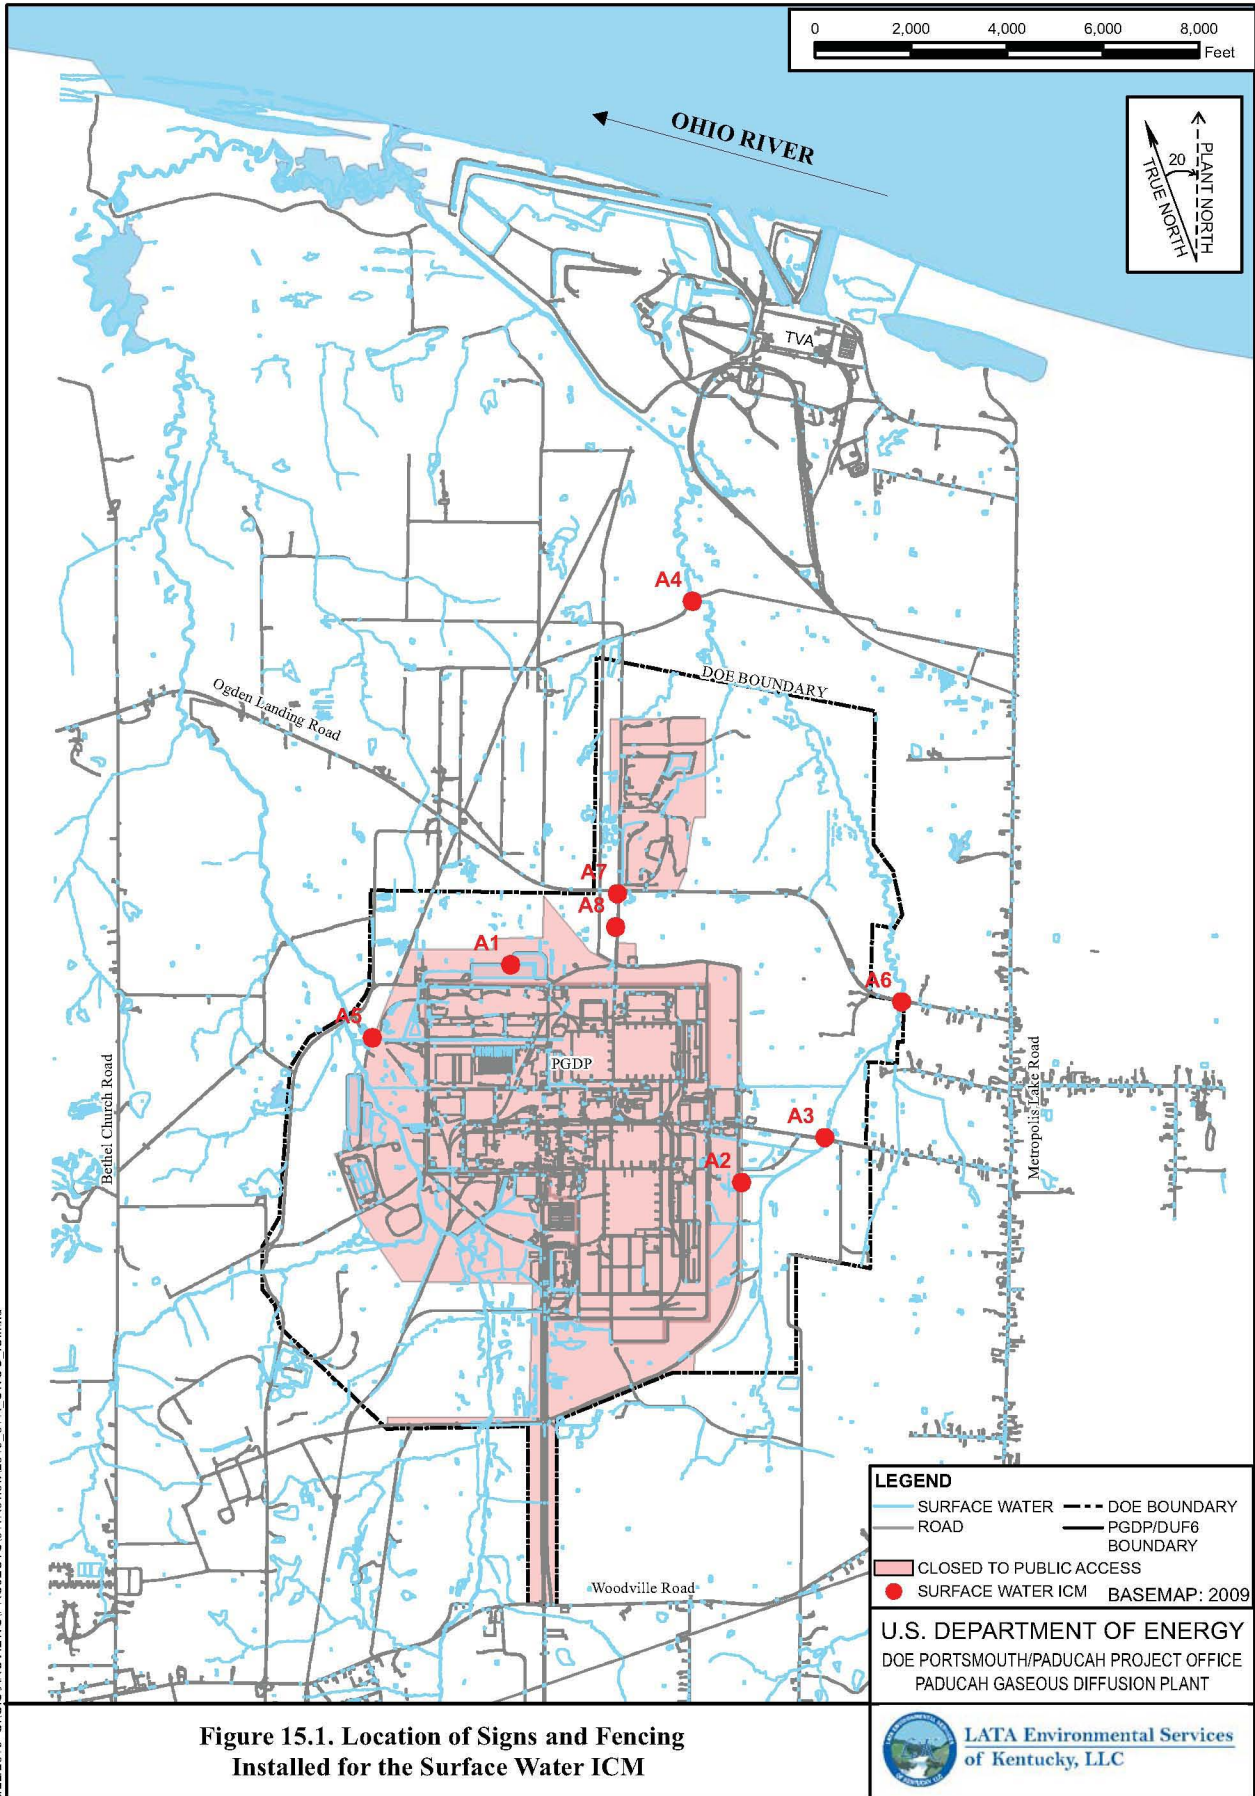 0 2,000 4,000 6,000 8,000
Feet
OHIO RIVER
20
TRUE NORTH
PLANT NORTH
TVA
A4
DOE BOUNDARY
Ogden Landing Road
A7
A8
A1
A6
A5
PGDP
Bethel Church Road
Metropolis Lake Road
A3
A2
Woodville Road
LEGEND
SURFACE WATER DOE BOUNDARY
ROAD PGDP/DUF6
BOUNDARY
CLOSED TO PUBLIC ACCESS
SURFACE WATER ICM BASEMAP: 2009
U.S. DEPARTMENT OF ENERGY
DOE PORTSMOUTH/PADUCAH PROJECT OFFICE
PADUCAH GASEOUS DIFFUSION PLANT
Figure 15.1. Location of Signs and Fencing
Installed for the Surface Water ICM
LATA Environmental Services
of Kentucky, LLC